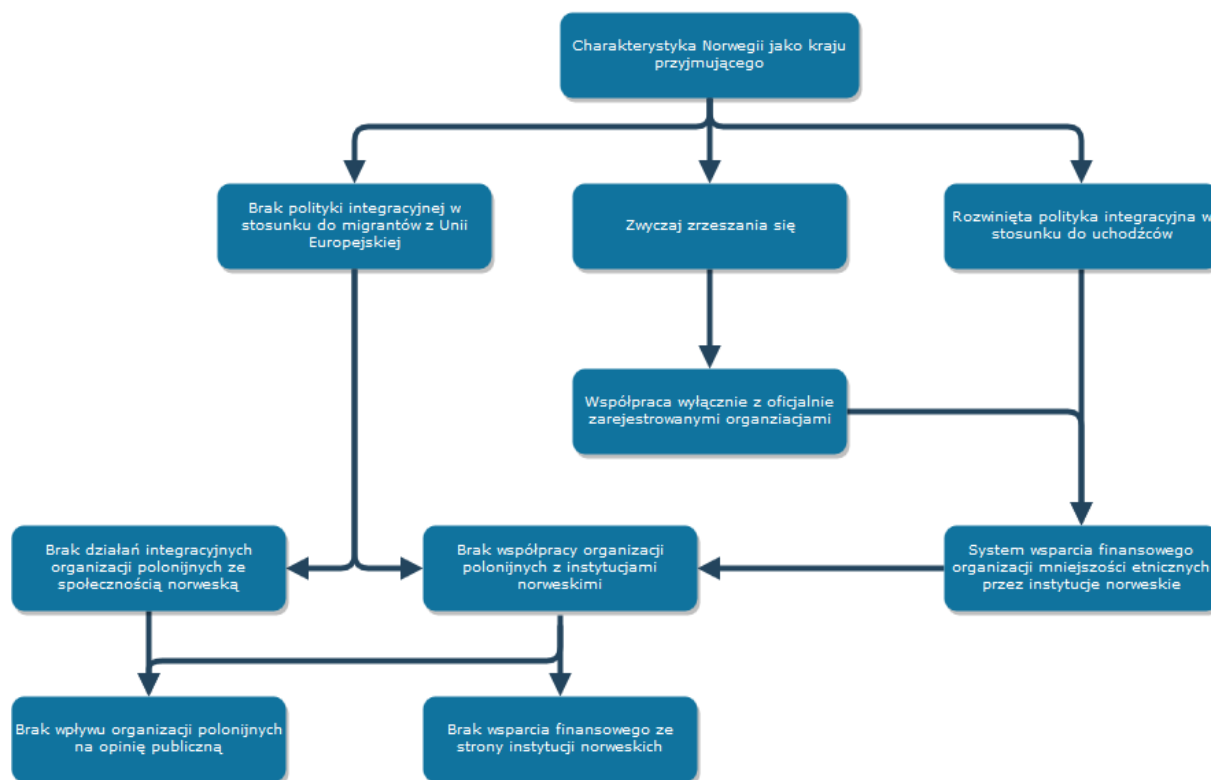 Charakterystyka Norwegii jako kraju
przyjmującego
Brak polityki integracyjnej w
stosunku do migrantów z Unii
Europejskiej
Zwyczaj zrzeszania się
Rozwinięta polityka integracyjna w
stosunku do uchodźców
Współpraca wyłącznie z oficjalnie
zarejestrowanymi organziacjami
Brak działań integracyjnych
organizacji polonijnych ze
społecznością norweską
Brak współpracy organizacji
polonijnych z instytucjami
norweskimi
System wsparcia finansowego
organizacji mniejszości etnicznych
przez instytucje norweskie
Brak wpływu organizacji polonijnych
na opinię publiczną
Brak wsparcia finansowego ze
strony instytucji norweskich